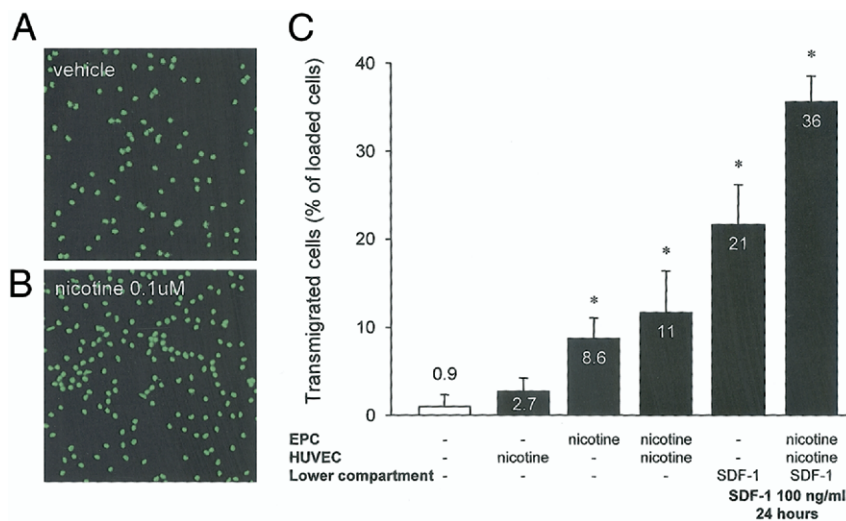 A
vehicle
B
nicotine 0.1uM
C
Transmigrated cells (% of loaded cells)
40
30
20
10
0
0.9
2.7
8.6
11
21
36
*
*
*
*
EPC - - nicotine nicotine - nicotine
HUVEC - nicotine - nicotine - nicotine
Lower compartment - - - - SDF-1 SDF-1
SDF-1 100 ng/ml
24 hours